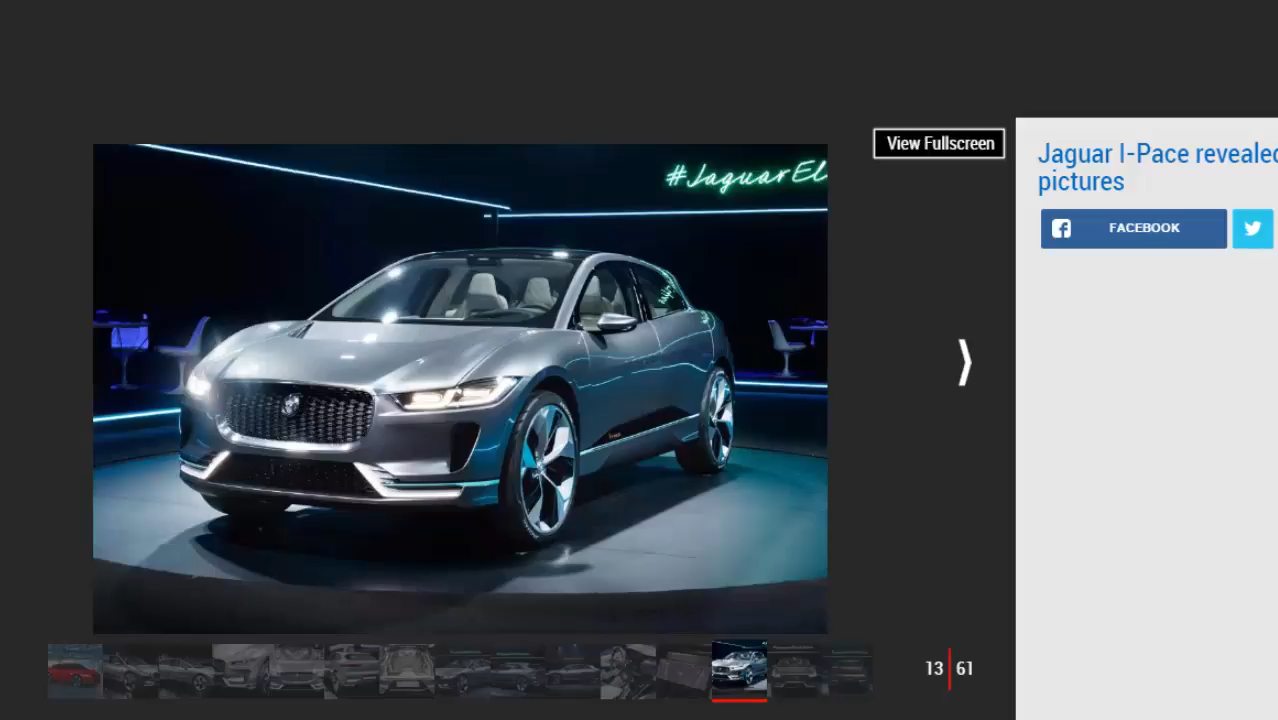 View Fullscreen
#JaguarEl
Jaguar I-Pace revealed
pictures
FACEBOOK
13 61